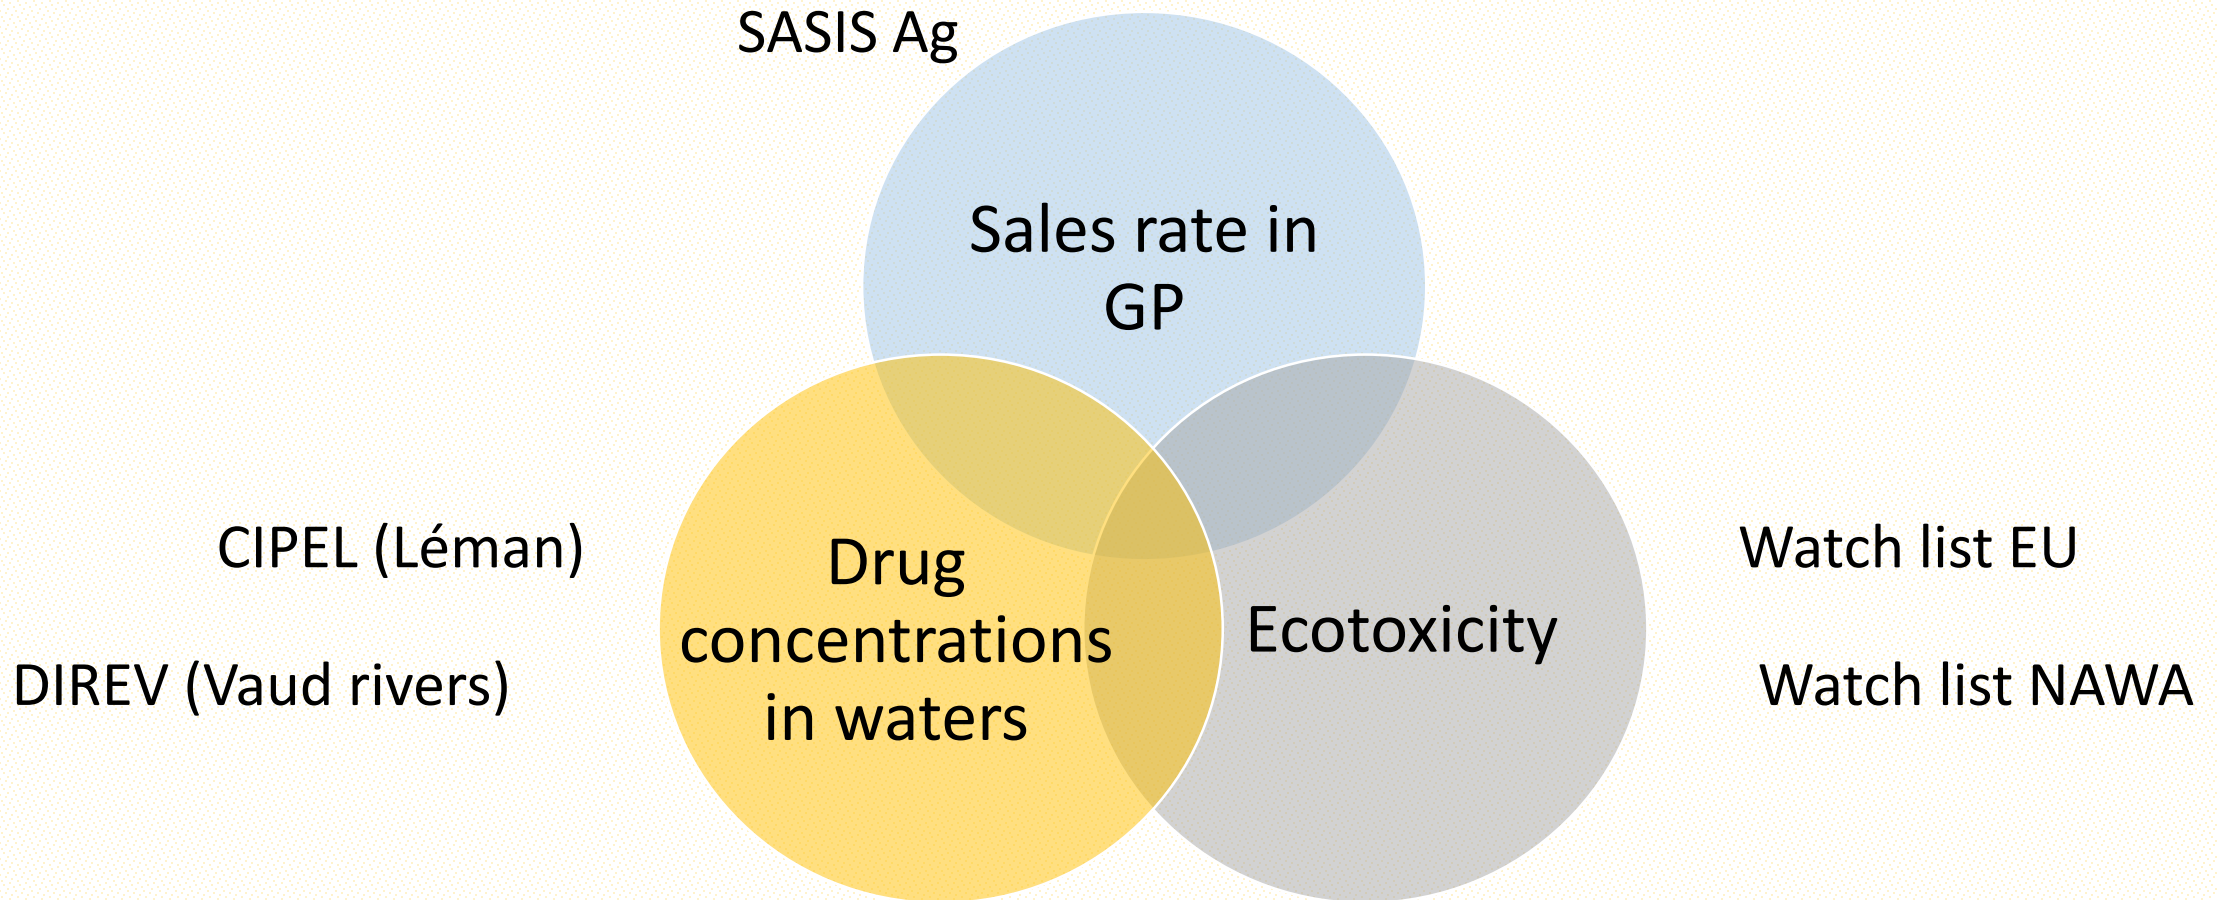 SASIS Ag
Sales rate in
GP
CIPEL (Léman)
DIREV (Vaud rivers)
Drug
concentrations
in waters
Ecotoxicity
Watch list EU
Watch list NAWA